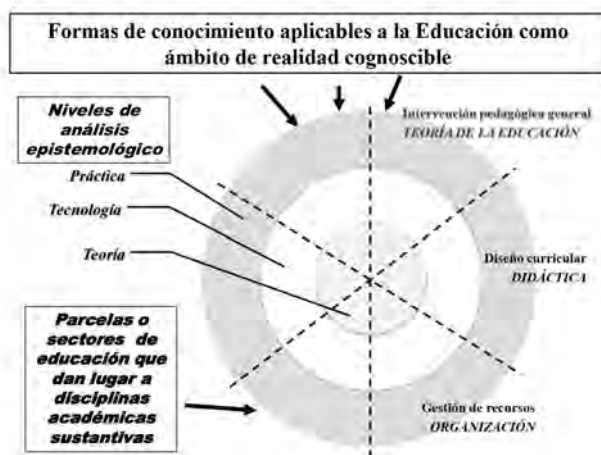 Formas de conocimiento aplicables a la Educación como
ámbito de realidad cognoscible
Niveles de
análisis
epistemológico
Práctica
Tecnología
Teoría
Parcelas o
sectores de
educación que
dan lugar a
disciplinas
académicas
sustantivas
Intervención pedagógica general
TEORÍA DE LA EDUCACIÓN
Diseño curricular
DIDÁCTICA
Gestión de recursos
ORGANIZACIÓN